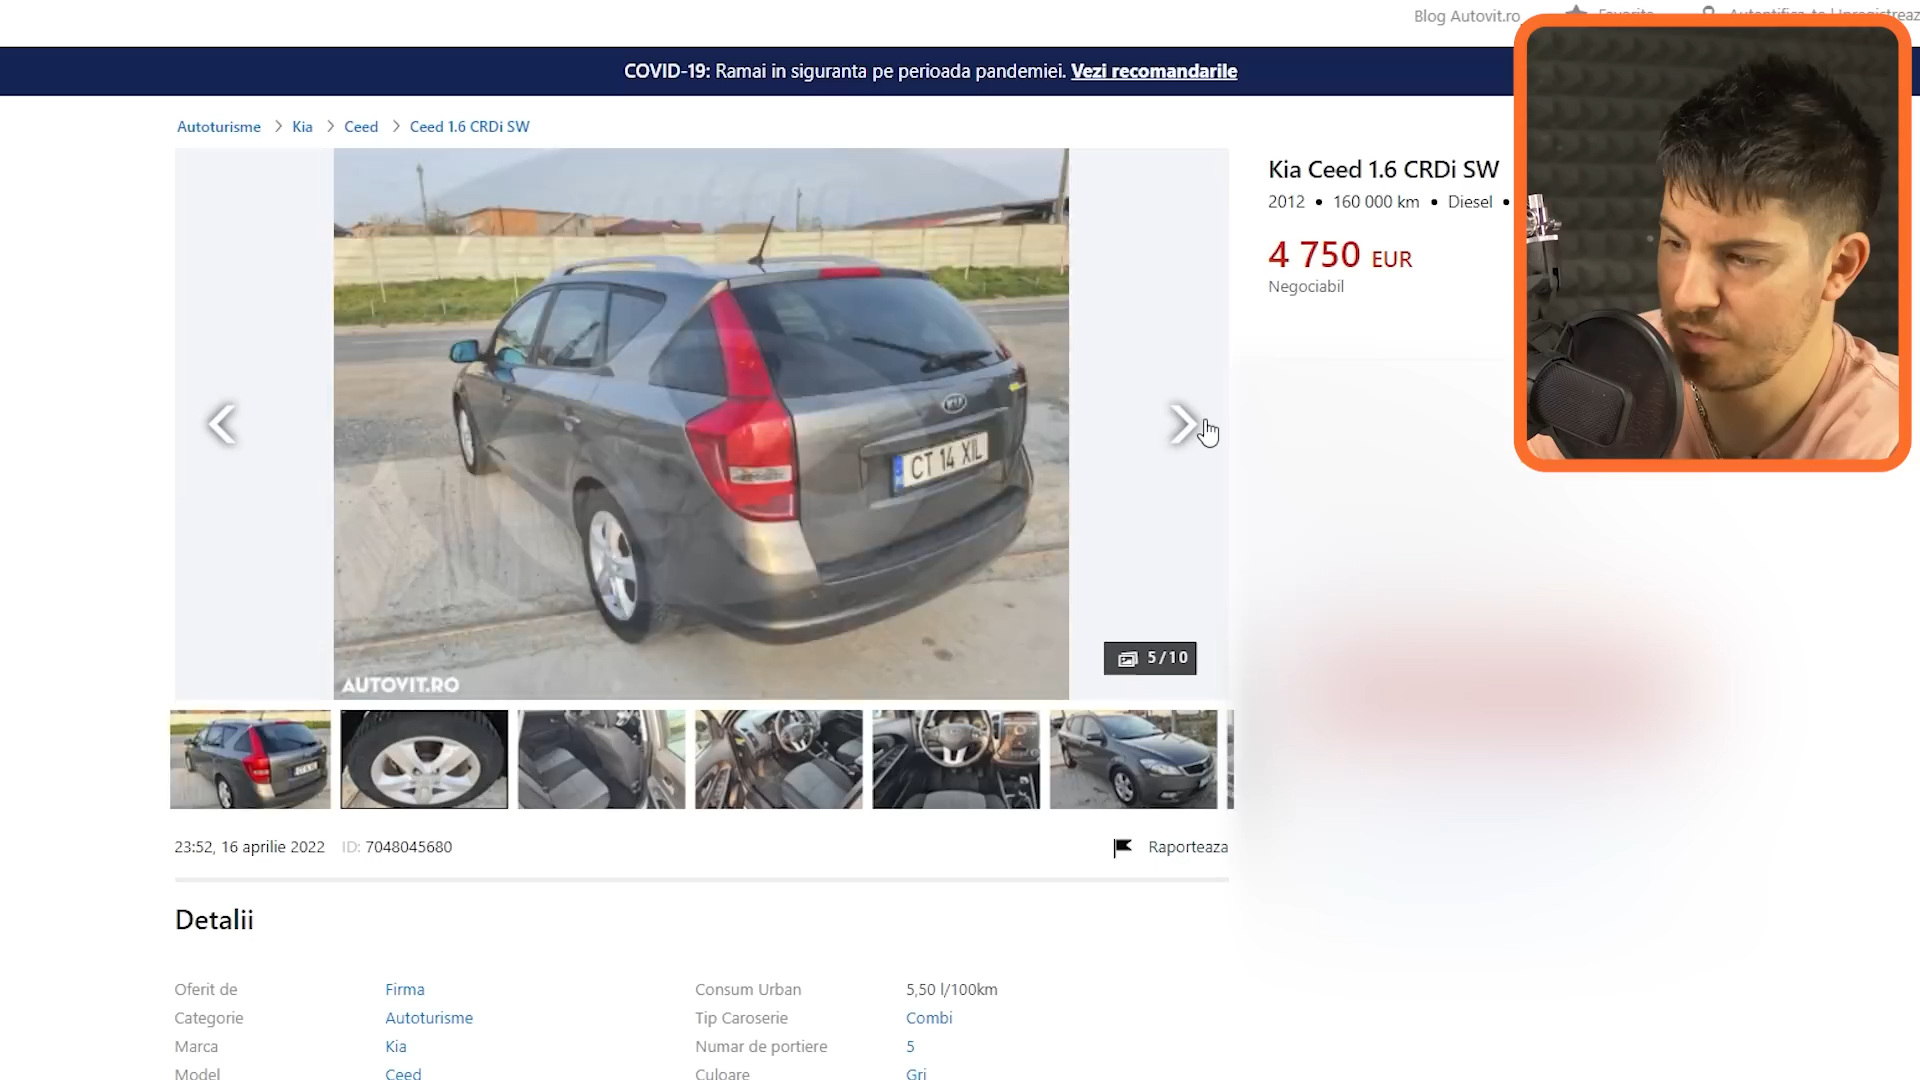 Blog Autovit.ro
COVID-19: Ramai in siguranta pe perioada pandemiei. Vezi recomandarile
Autoturisme > Kia > Ceed > Ceed 1.6 CRDi SW
Kia Ceed 1.6 CRDi SW
2012 • 160 000 km • Diesel •
4 750 EUR
Negociabil
KIA
CT 14 XIL
5/10
AUTOVIT.RO
23:52, 16 aprilie 2022 ID: 7048045680
Raporteaza
Detalii
Oferit de Firma Consum Urban 5,50 l/100km
Categorie Autoturisme Tip Caroserie Combi
Marca Kia Numar de portiere 5
Model Ceed Culoare Gri